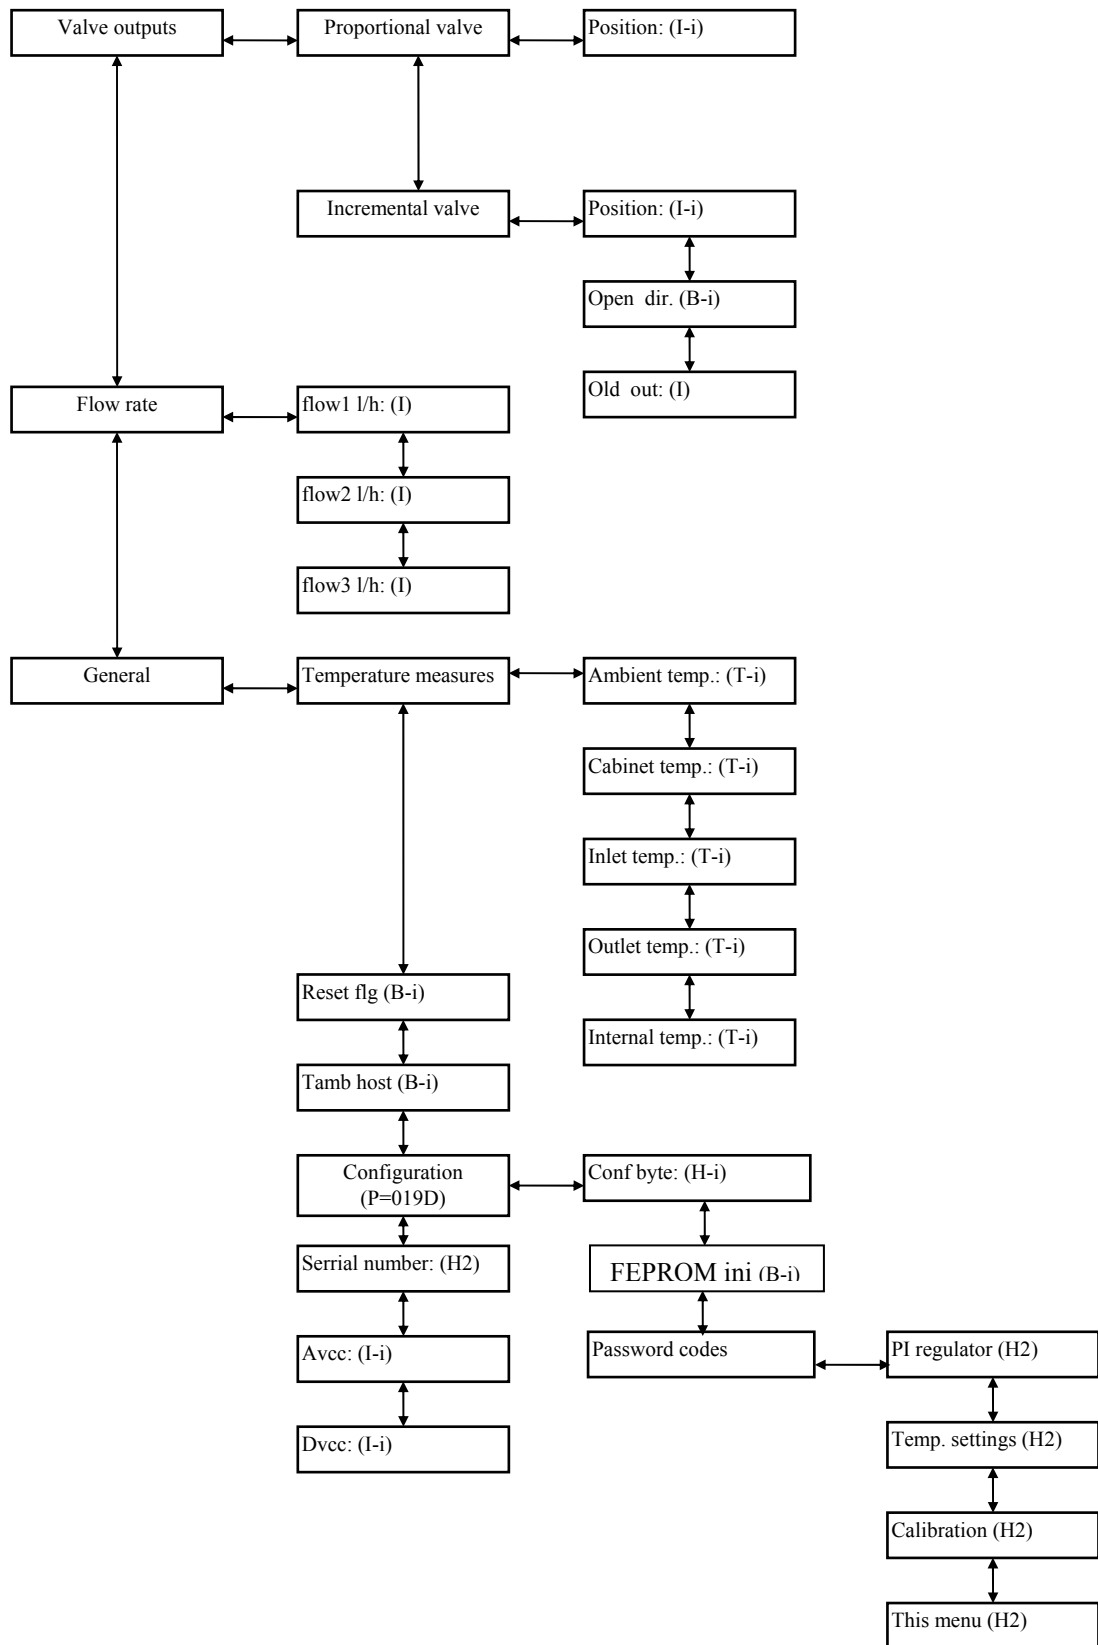 Valve outputs
Proportional valve
Position: (I-i)
Incremental valve
Position: (I-i)
Open dir. (B-i)
Old out: (I)
Flow rate
flow1 l/h: (I)
flow2 l/h: (I)
flow3 l/h: (I)
General
Temperature measures
Ambient temp.: (T-i)
Cabinet temp.: (T-i)
Inlet temp.: (T-i)
Outlet temp.: (T-i)
Internal temp.: (T-i)
Reset flg (B-i)
Tamb host (B-i)
Configuration
(P=019D)
Conf byte: (H-i)
Serrial number: (H2)
FEPROM ini (B-i)
Avcc: (I-i)
Password codes
PI regulator (H2)
Dvcc: (I-i)
Temp. settings (H2)
Calibration (H2)
This menu (H2)